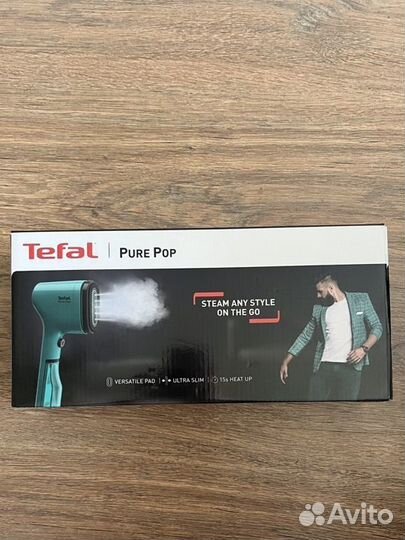 Tefal | PURE POP
STEAM ANY STYLE
ON THE GO
Tefal
VERSATILE PAD | ULTRA SLIM | 15s HEAT UP
Avito